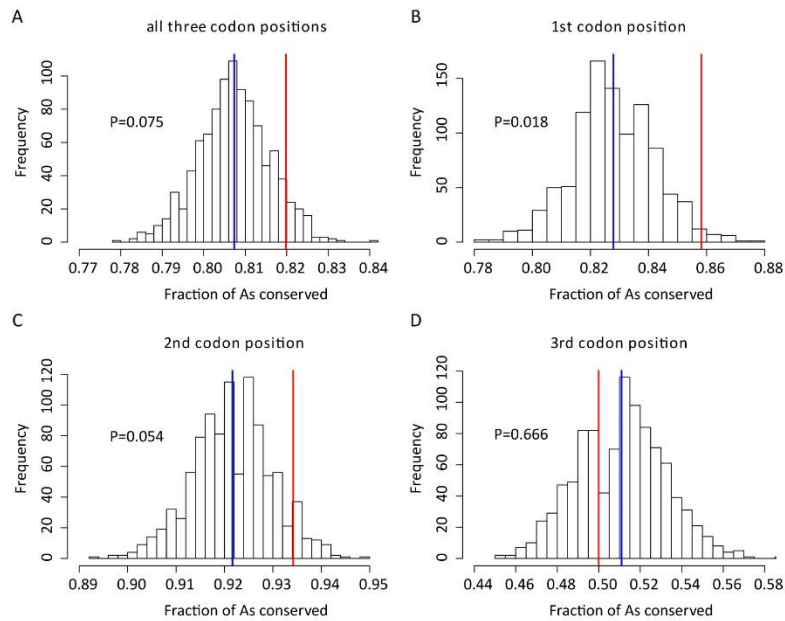 A
all three codon positions
Frequency
0 20 40 60 80 100
P=0.075
0.77 0.78 0.79 0.80 0.81 0.82 0.83 0.84
Fraction of As conserved
B
1st codon position
Frequency
0 50 100 150
P=0.018
0.78 0.80 0.82 0.84 0.86 0.88
Fraction of As conserved
C
2nd codon position
Frequency
0 20 40 60 80 100 120
P=0.054
0.89 0.90 0.91 0.92 0.93 0.94 0.95
Fraction of As conserved
D
3rd codon position
Frequency
0 20 40 60 80 100 120
P=0.666
0.44 0.46 0.48 0.50 0.52 0.54 0.56 0.58
Fraction of As conserved